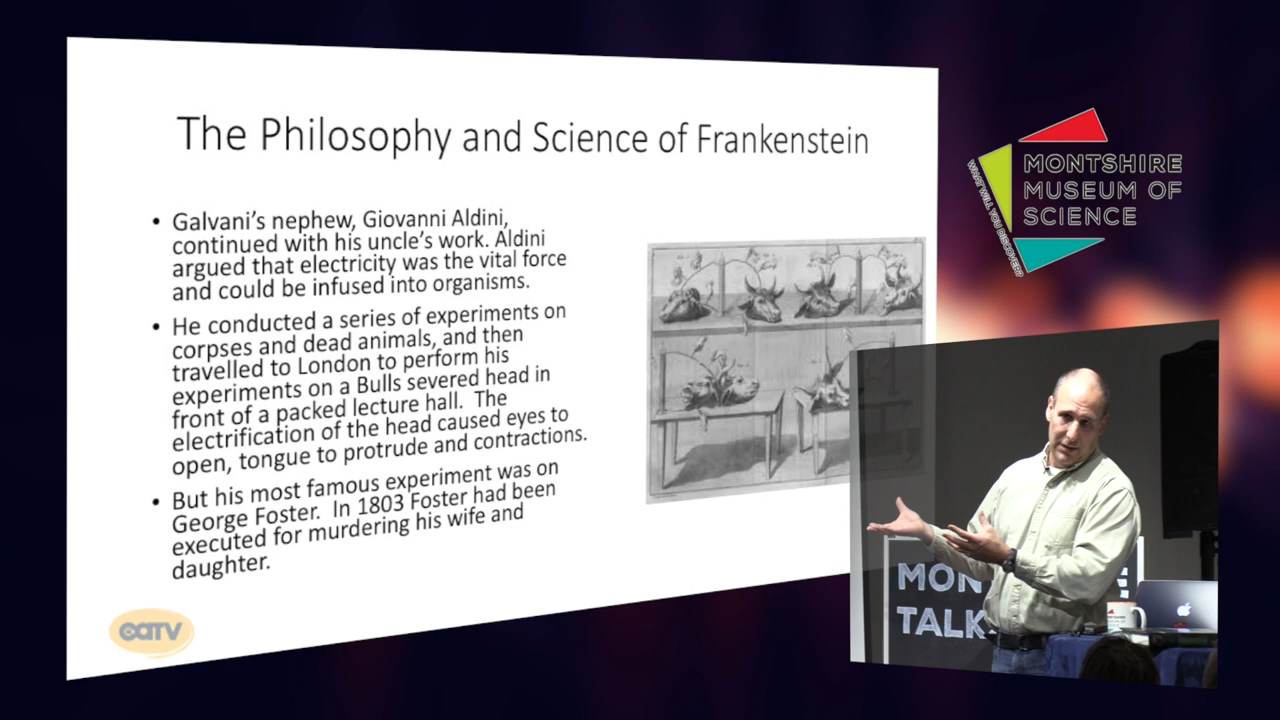 The Philosophy and Science of Frankenstein
• Galvani's nephew, Giovanni Aldini,
continued with his uncle's work. Aldini
argued that electricity was the vital force
and could be infused into organisms.
• He conducted a series of experiments on
corpses and dead animals, and then
travelled to London to perform his
experiments on a Bulls severed head in
front of a packed lecture hall. The
electrification of the head caused eyes to
open, tongue to protrude and contractions.
• But his most famous experiment was on
George Foster. In 1803 Foster had been
executed for murdering his wife and
daughter.
CATV
MONTSHIRE
MUSEUM OF
SCIENCE
WHAT WILL YOU DISCOVER?
MON
TALK